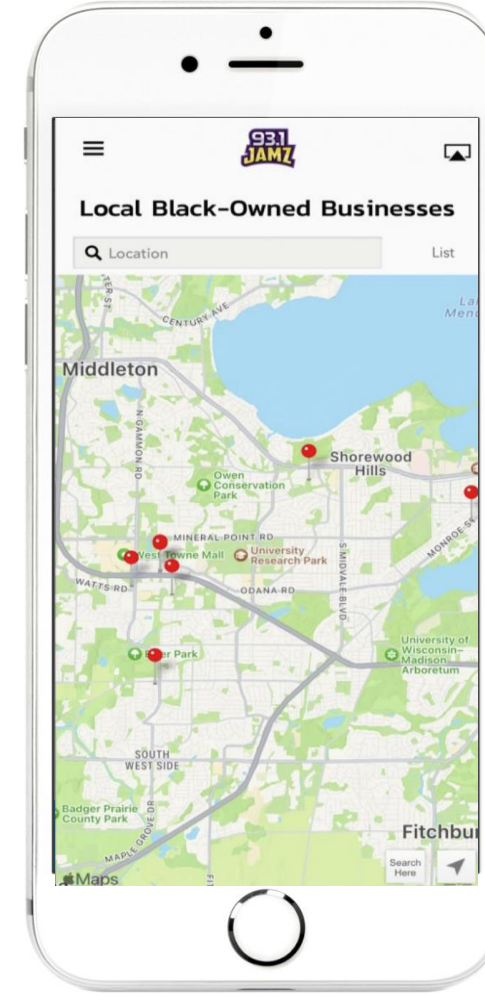 93.1
JAMZ
Local Black-Owned Businesses
Location
List
CENTURY AVE
Middleton
N GAMMON RD
Shorewood
Hills
Owen
Conservation
Park
MINERAL POINT RD
West Towne Mall
University
Research Park
S MIDVALE BLVD
MONROE ST
WATTS RD
ODANA RD
Park
University of
Wisconsin–
Madison
Arboretum
SOUTH
WEST SIDE
Badger Prairie
County Park
MAPLE GROVE DR
Fitchbur
Search
Here
Maps